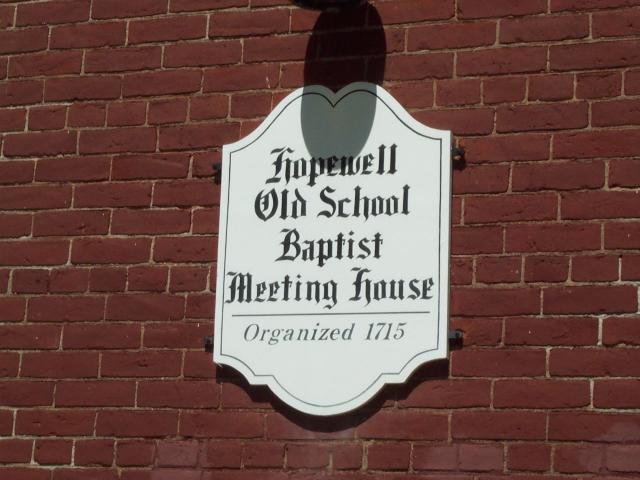 Hopewell
Old School
Baptist
Meeting House
Organized 1715